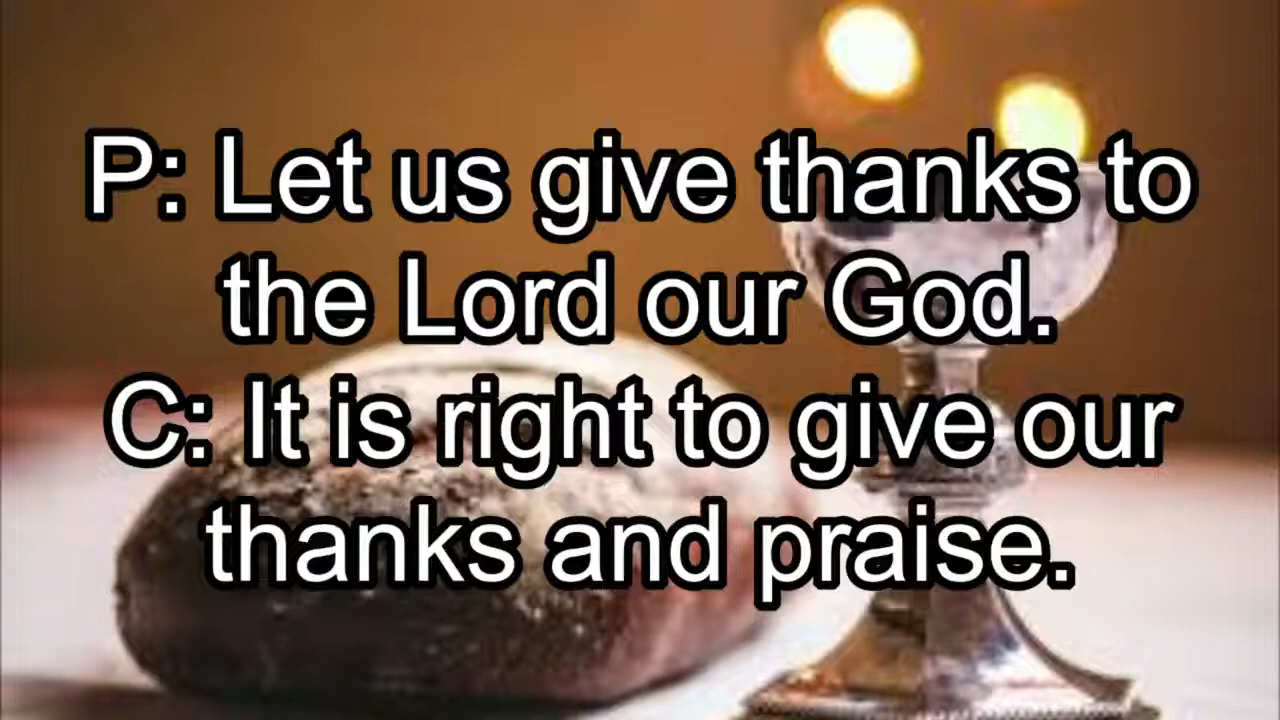 P: Let us give thanks to
the Lord our God.
C: It is right to give our
thanks and praise.